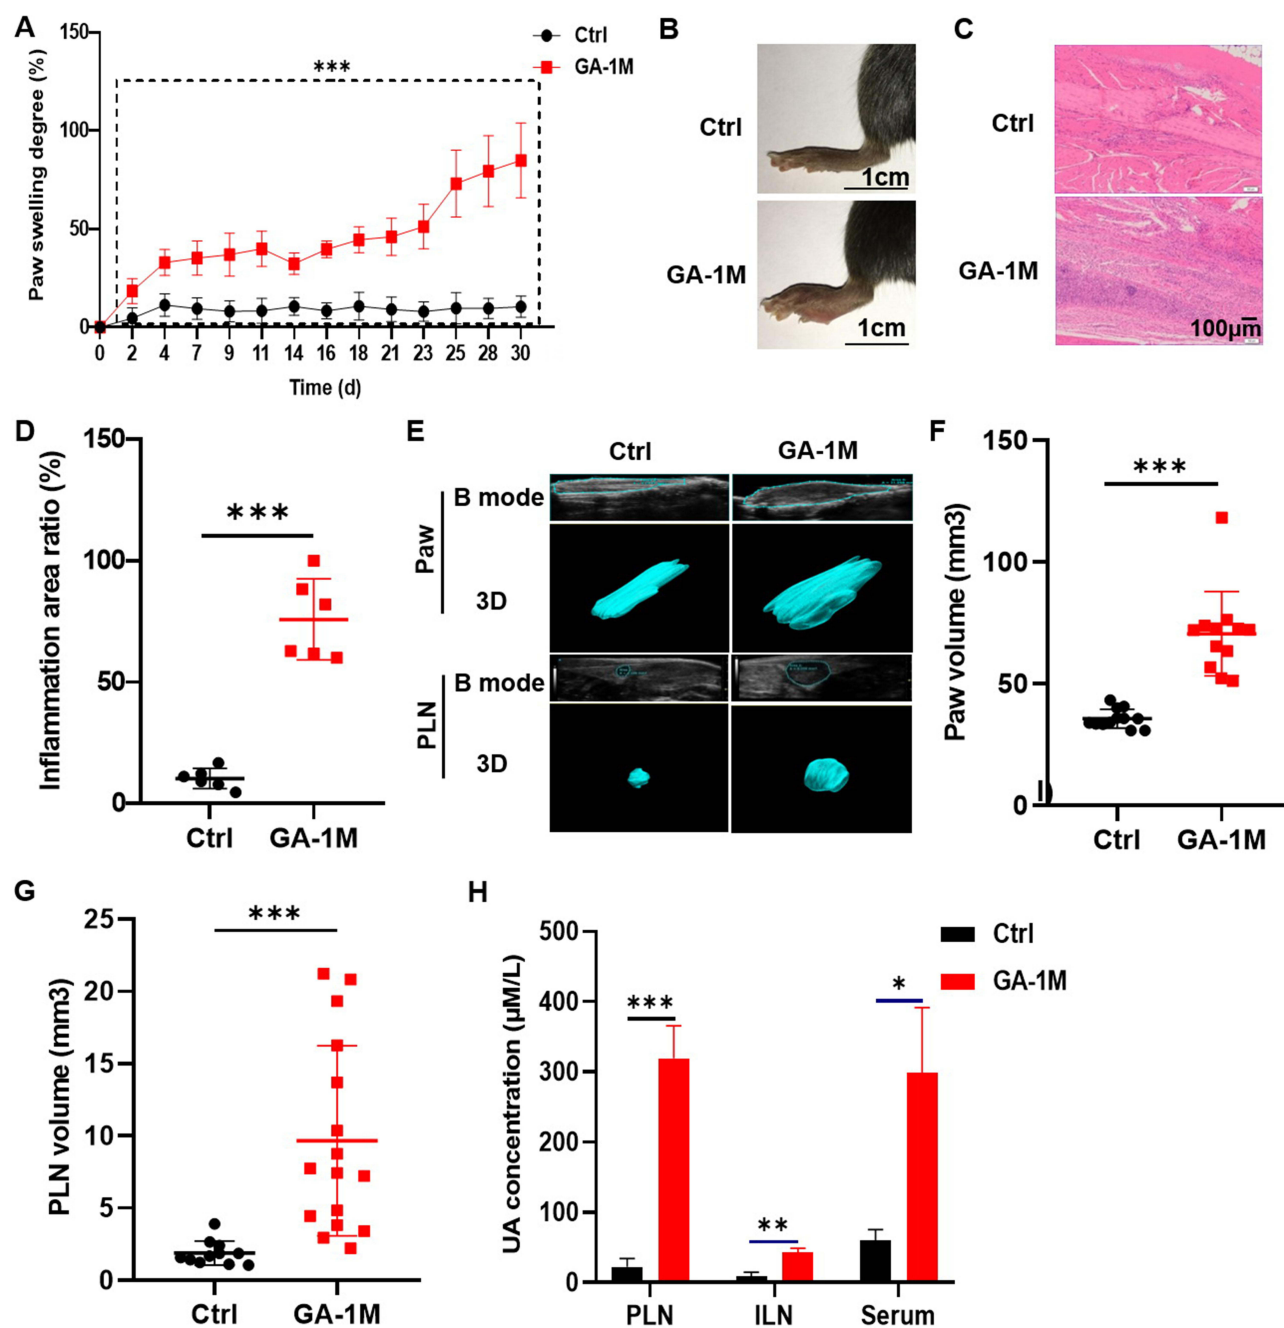 A
150
100
50
0
Paw swelling degree (%)
***
Ctrl
GA-1M
0 2 4 7 9 11 14 16 18 21 23 25 28 30
Time (d)
B
Ctrl
1cm
GA-1M
1cm
C
Ctrl
GA-1M
100μm
D
150
100
50
0
Inflammation area ratio (%)
***
Ctrl GA-1M
E
Ctrl GA-1M
Paw
B mode
3D
PLN
B mode
3D
F
150
100
50
0
Paw volume (mm3)
***
Ctrl GA-1M
G
25
20
15
10
5
0
PLN volume (mm3)
***
Ctrl GA-1M
H
500
400
300
200
100
0
UA concentration (μM/L)
***
**
*
Ctrl
GA-1M
PLN ILN Serum